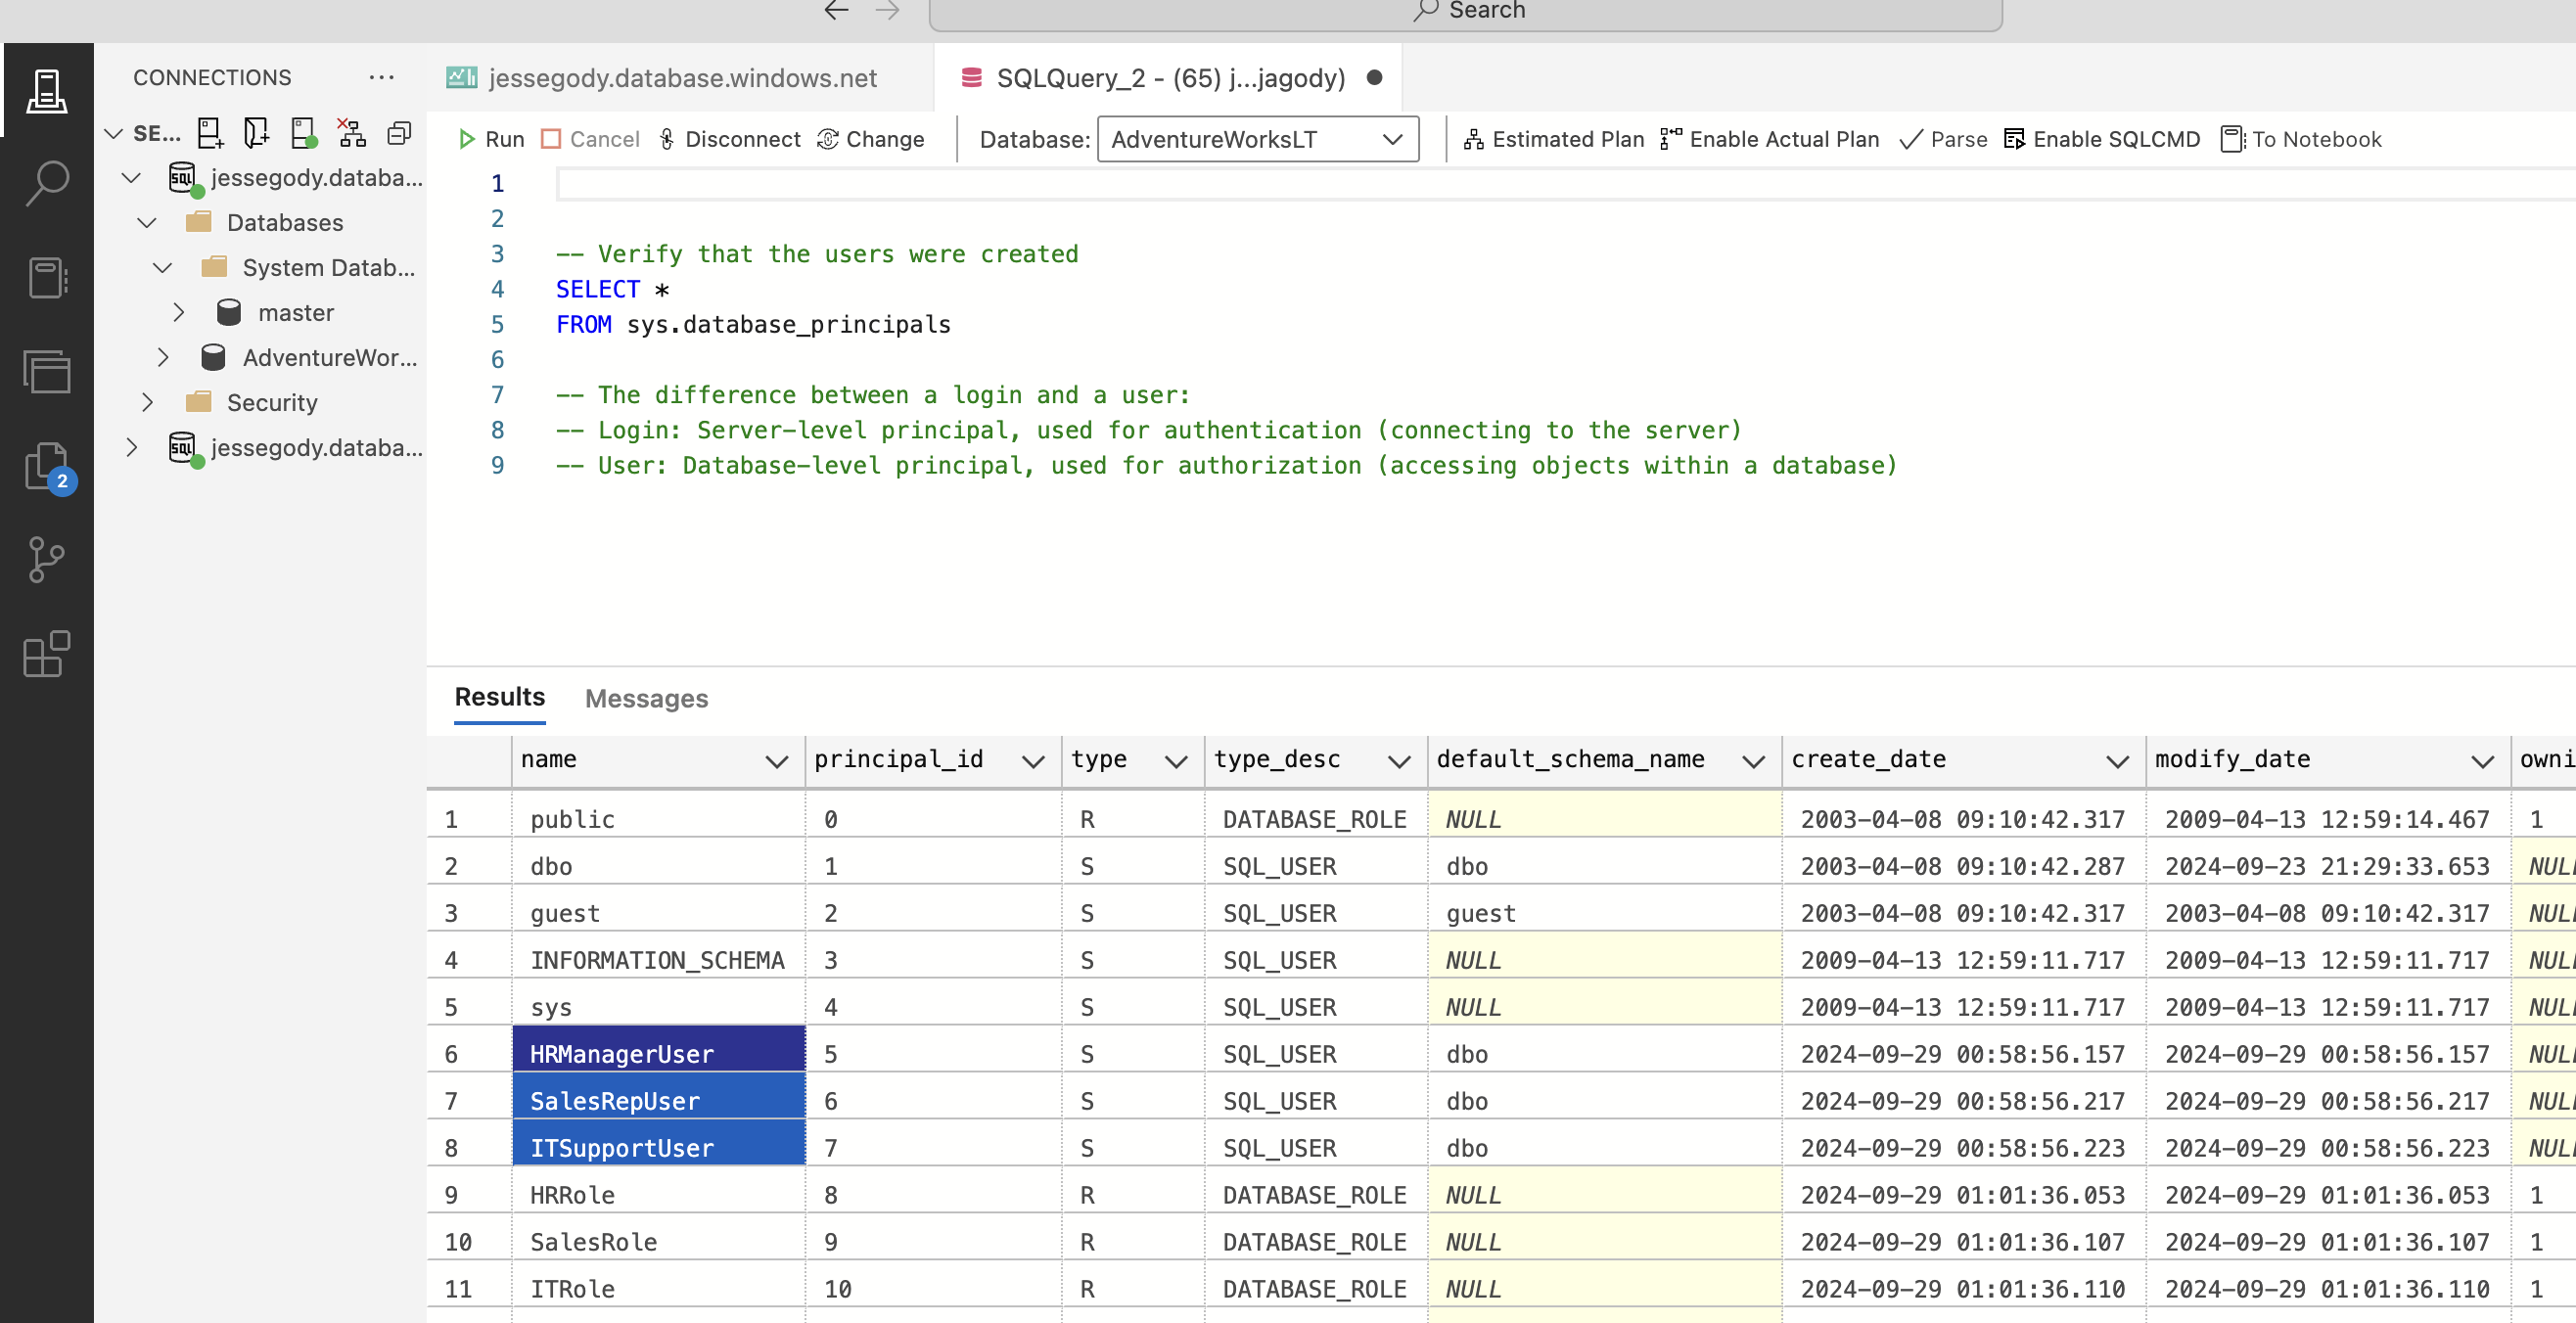 Search
CONNECTIONS ···
SE...
jessegody.databa...
Databases
System Datab...
master
AdventureWor...
Security
jessegody.databa...
2
jessegody.database.windows.net
SQLQuery_2 - (65) j...jagody)
Run Cancel Disconnect Change Database: AdventureWorksLT Estimated Plan Enable Actual Plan Parse Enable SQLCMD To Notebook
1
2
3 -- Verify that the users were created
4 SELECT *
5 FROM sys.database_principals
6
7 -- The difference between a login and a user:
8 -- Login: Server-level principal, used for authentication (connecting to the server)
9 -- User: Database-level principal, used for authorization (accessing objects within a database)
Results Messages
name principal_id type type_desc default_schema_name create_date modify_date owni
1 public 0 R DATABASE_ROLE NULL 2003-04-08 09:10:42.317 2009-04-13 12:59:14.467 1
2 dbo 1 S SQL_USER dbo 2003-04-08 09:10:42.287 2024-09-23 21:29:33.653 NULL
3 guest 2 S SQL_USER guest 2003-04-08 09:10:42.317 2003-04-08 09:10:42.317 NULL
4 INFORMATION_SCHEMA 3 S SQL_USER NULL 2009-04-13 12:59:11.717 2009-04-13 12:59:11.717 NULL
5 sys 4 S SQL_USER NULL 2009-04-13 12:59:11.717 2009-04-13 12:59:11.717 NULL
6 HRManagerUser 5 S SQL_USER dbo 2024-09-29 00:58:56.157 2024-09-29 00:58:56.157 NULL
7 SalesRepUser 6 S SQL_USER dbo 2024-09-29 00:58:56.217 2024-09-29 00:58:56.217 NULL
8 ITSupportUser 7 S SQL_USER dbo 2024-09-29 00:58:56.223 2024-09-29 00:58:56.223 NULL
9 HRRole 8 R DATABASE_ROLE NULL 2024-09-29 01:01:36.053 2024-09-29 01:01:36.053 1
10 SalesRole 9 R DATABASE_ROLE NULL 2024-09-29 01:01:36.107 2024-09-29 01:01:36.107 1
11 ITRole 10 R DATABASE_ROLE NULL 2024-09-29 01:01:36.110 2024-09-29 01:01:36.110 1